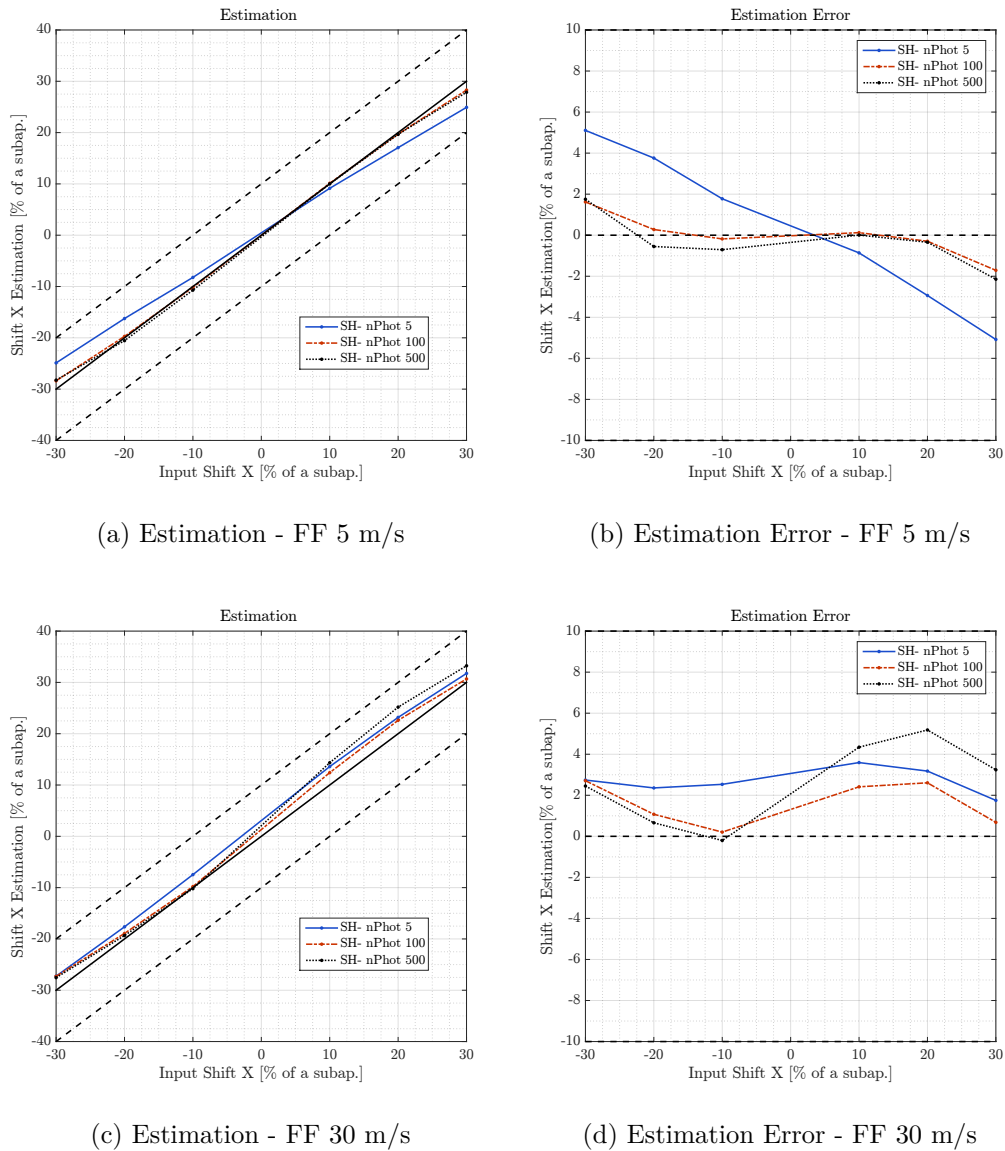 Estimation
40
30
20
10
0
-10
-20
-30
-40
Shift X Estimation [% of a subap.]
SH- nPhot 5
SH- nPhot 100
SH- nPhot 500
-30 -20 -10 0 10 20 30
Input Shift X [% of a subap.]
(a) Estimation - FF 5 m/s
Estimation Error
10
8
6
4
2
0
-2
-4
-6
-8
-10
Shift X Estimation[% of a subap.]
SH- nPhot 5
SH- nPhot 100
SH- nPhot 500
-30 -20 -10 0 10 20 30
Input Shift X [% of a subap.]
(b) Estimation Error - FF 5 m/s
Estimation
40
30
20
10
0
-10
-20
-30
-40
Shift X Estimation [% of a subap.]
SH- nPhot 5
SH- nPhot 100
SH- nPhot 500
-30 -20 -10 0 10 20 30
Input Shift X [% of a subap.]
(c) Estimation - FF 30 m/s
Estimation Error
10
8
6
4
2
0
-2
-4
-6
-8
-10
Shift X Estimation[% of a subap.]
SH- nPhot 5
SH- nPhot 100
SH- nPhot 500
-30 -20 -10 0 10 20 30
Input Shift X [% of a subap.]
(d) Estimation Error - FF 30 m/s